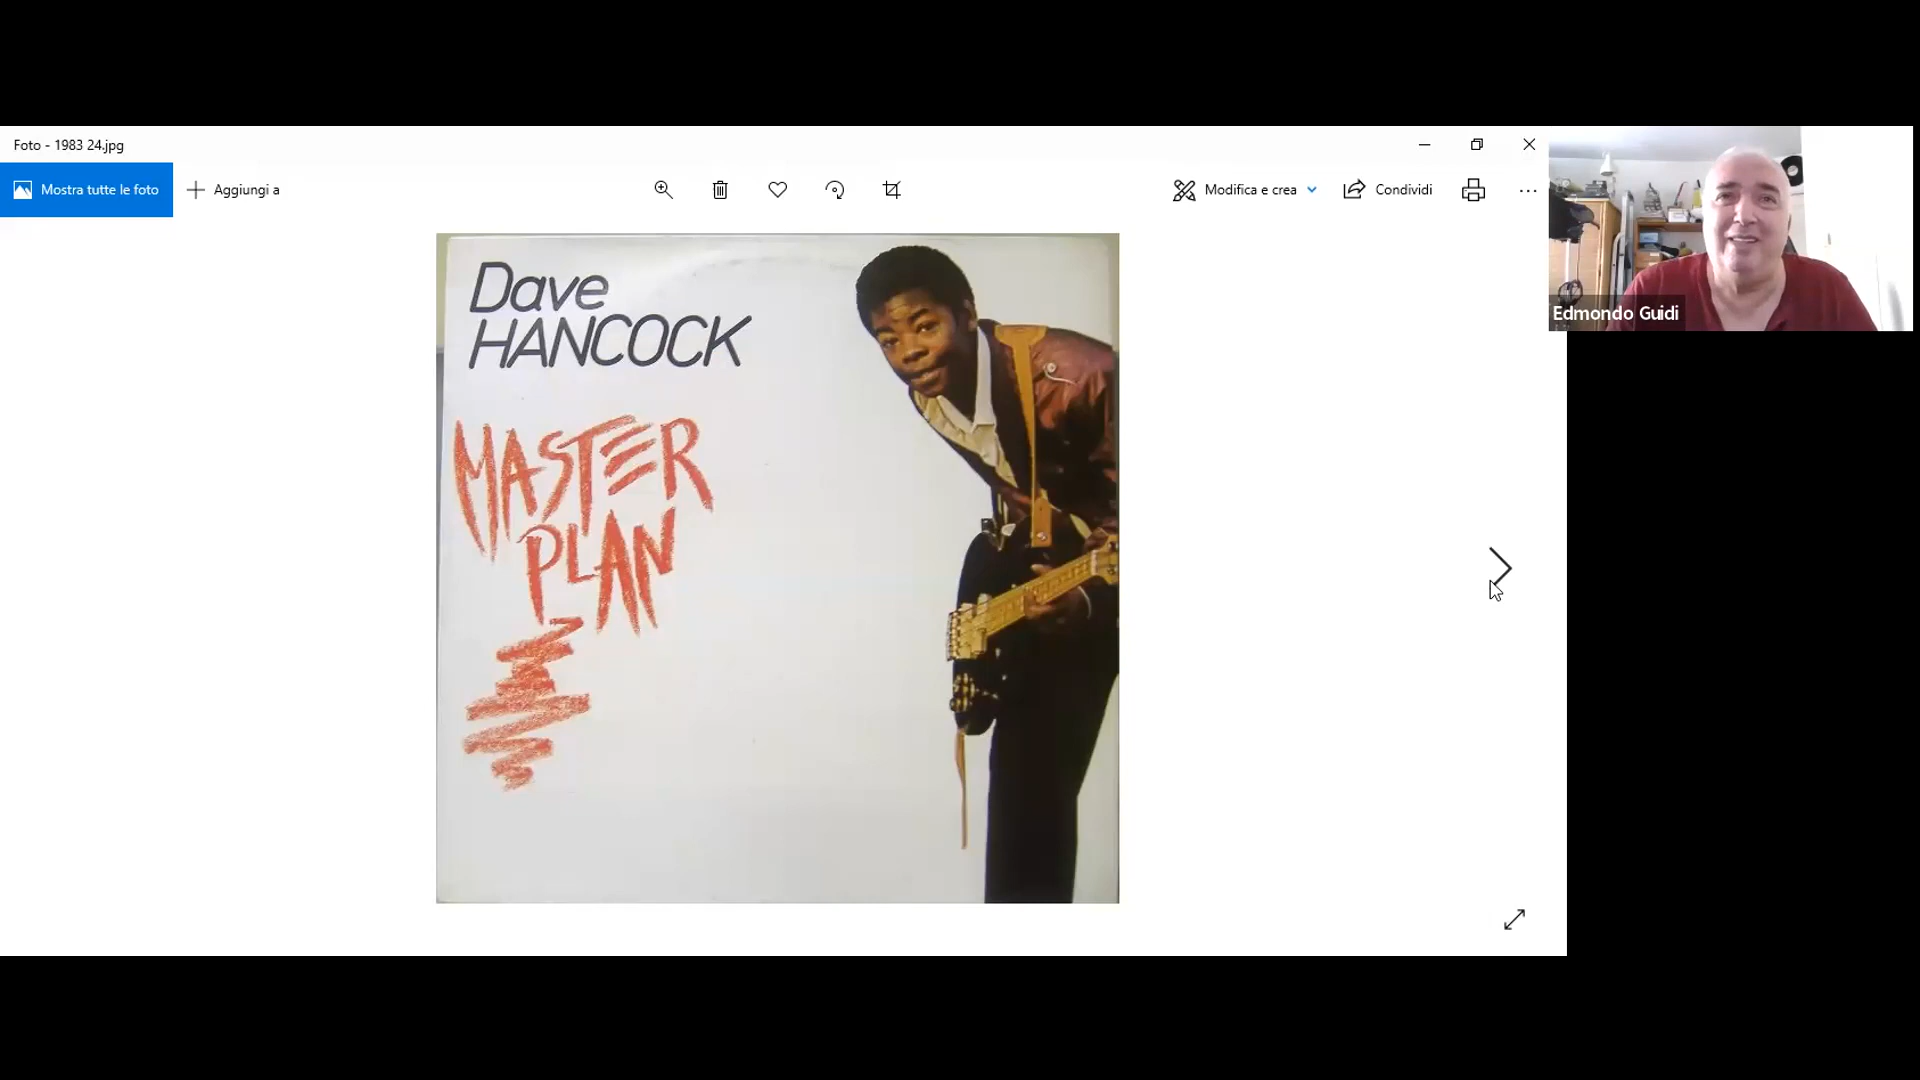 Foto - 1983 24.jpg
Mostra tutte le foto
Aggiungi a
Modifica e crea
Condividi
Dave
HANCOCK
MASTER
PLAN
Edmondo Guidi